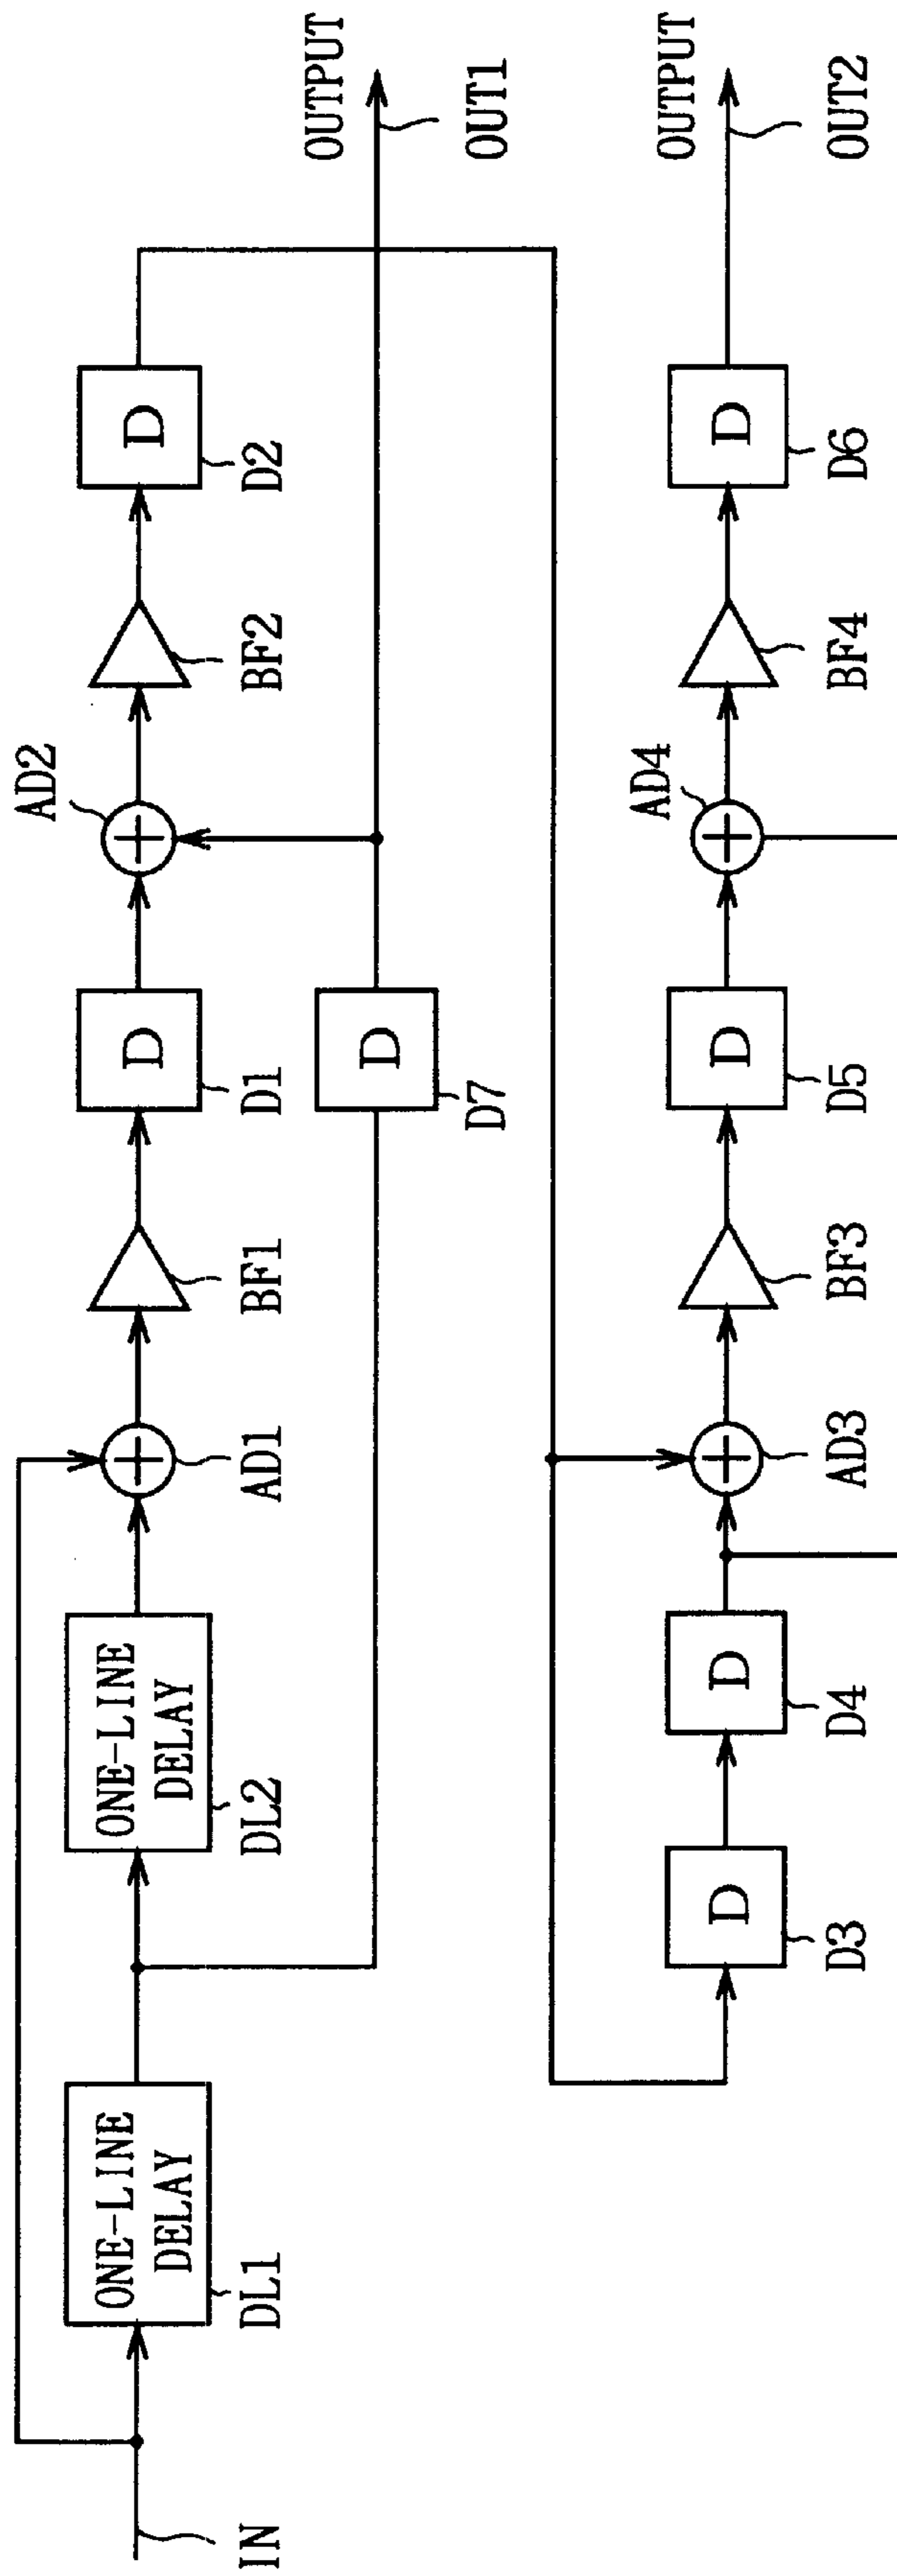 IN
ONE-LINE
DELAY
DL1
ONE-LINE
DELAY
DL2
AD1
BF1
D
D1
AD2
BF2
D
D2
D
D7
OUTPUT
OUT1
D
D3
D
D4
AD3
BF3
D
D5
AD4
BF4
D
D6
OUTPUT
OUT2